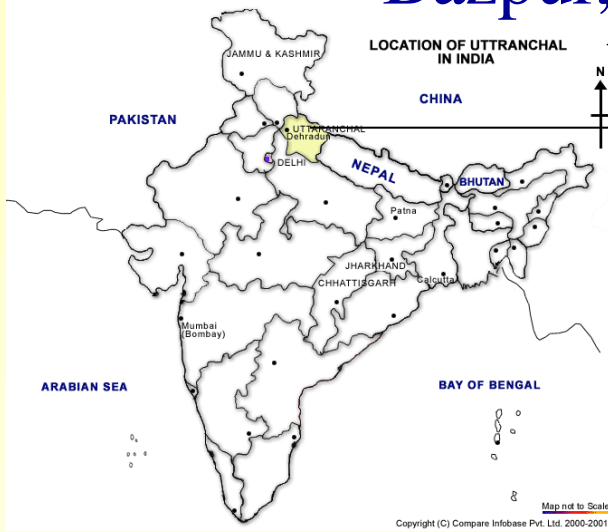 Bazpur,
LOCATION OF UTTRANCHAL
IN INDIA
N
JAMMU & KASHMIR
CHINA
PAKISTAN
UTTARANCHAL
Dehradun
DELHI
NEPAL
BHUTAN
Patna
JHARKHAND
CHHATTISGARH
Calcutta
Mumbai
(Bombay)
ARABIAN SEA
BAY OF BENGAL
Map not to Scale
Copyright (C) Compare Infobase Pvt. Ltd. 2000-2001